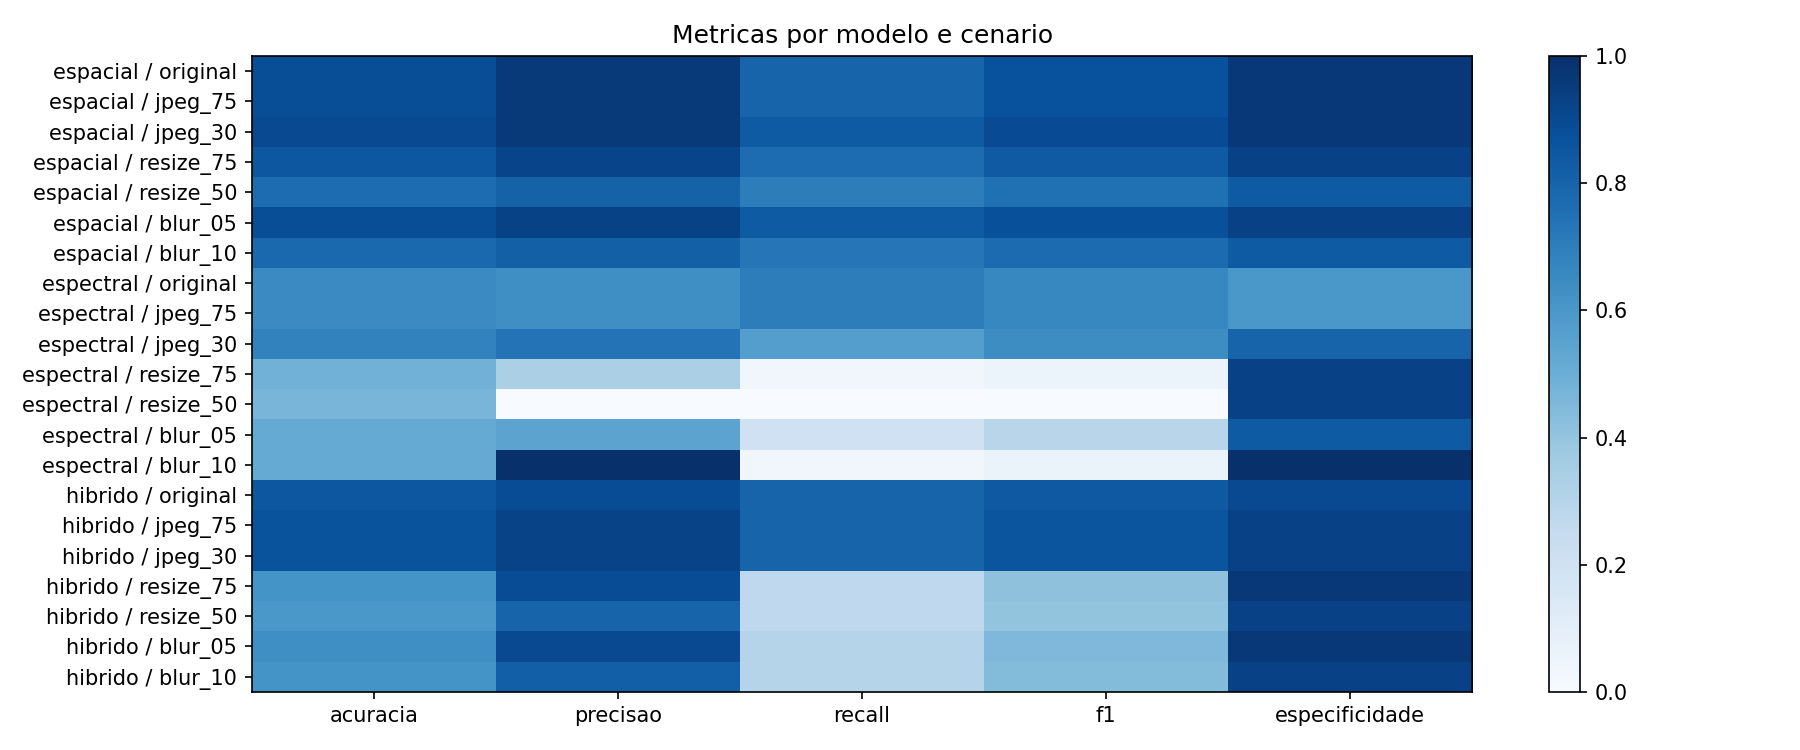 Metricas por modelo e cenario
espacial / original
espacial / jpeg_75
espacial / jpeg_30
espacial / resize_75
espacial / resize_50
espacial / blur_05
espacial / blur_10
espectral / original
espectral / jpeg_75
espectral / jpeg_30
espectral / resize_75
espectral / resize_50
espectral / blur_05
espectral / blur_10
hibrido / original
hibrido / jpeg_75
hibrido / jpeg_30
hibrido / resize_75
hibrido / resize_50
hibrido / blur_05
hibrido / blur_10
acuracia precisao recall f1 especificidade
1.0
0.8
0.6
0.4
0.2
0.0